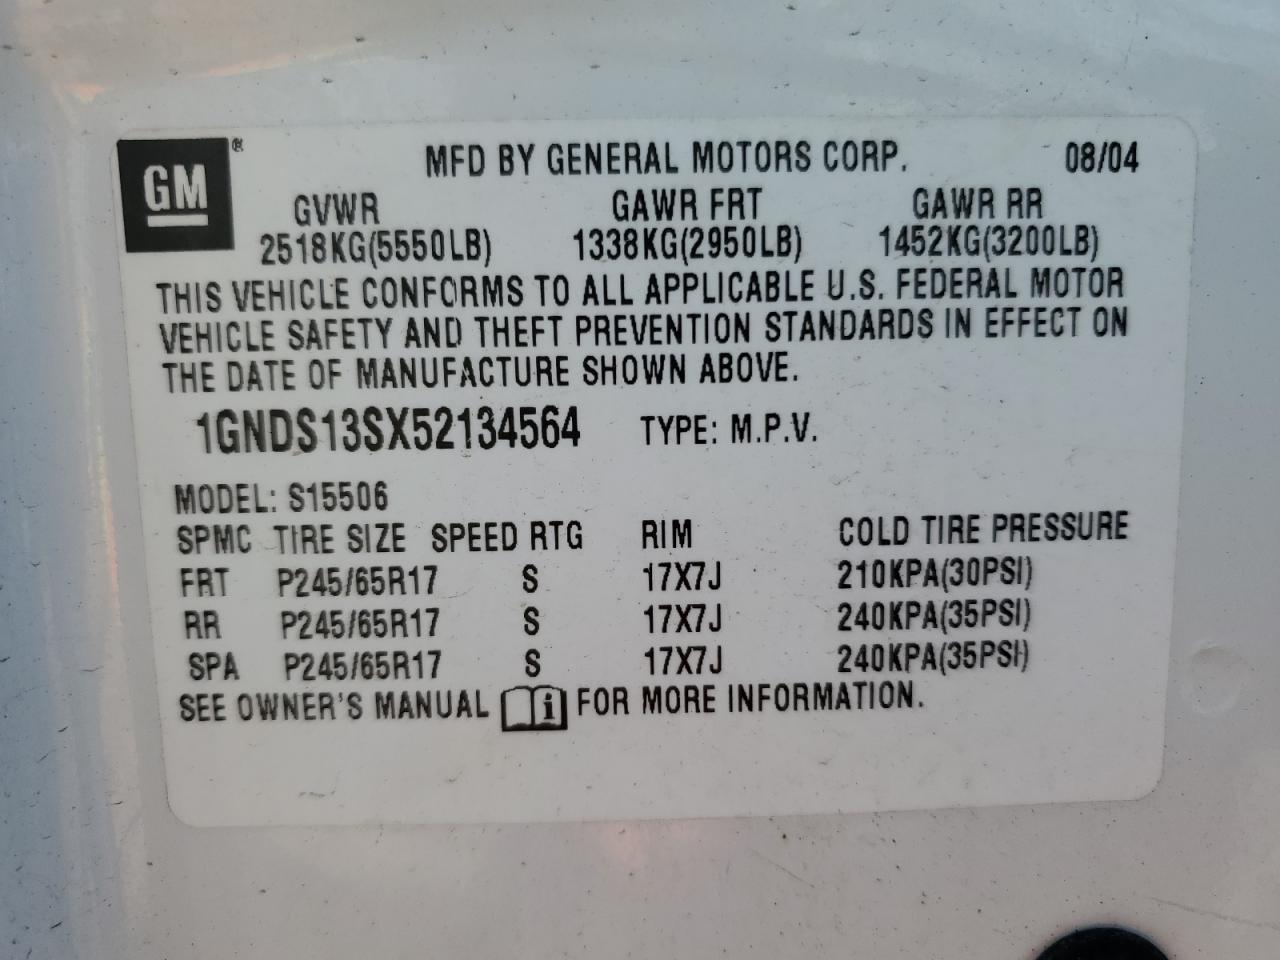 GM®
MFD BY GENERAL MOTORS CORP. 08/04
GVWR GAWR FRT GAWR RR
2518KG(5550LB) 1338KG(2950LB) 1452KG(3200LB)
THIS VEHICLE CONFORMS TO ALL APPLICABLE U.S. FEDERAL MOTOR
VEHICLE SAFETY AND THEFT PREVENTION STANDARDS IN EFFECT ON
THE DATE OF MANUFACTURE SHOWN ABOVE.
1GNDS13SX52134564 TYPE: M.P.V.
MODEL: S15506
SPMC TIRE SIZE SPEED RTG RIM COLD TIRE PRESSURE
FRT P245/65R17 S 17X7J 210KPA(30PSI)
RR P245/65R17 S 17X7J 240KPA(35PSI)
SPA P245/65R17 S 17X7J 240KPA(35PSI)
SEE OWNER'S MANUAL i FOR MORE INFORMATION.